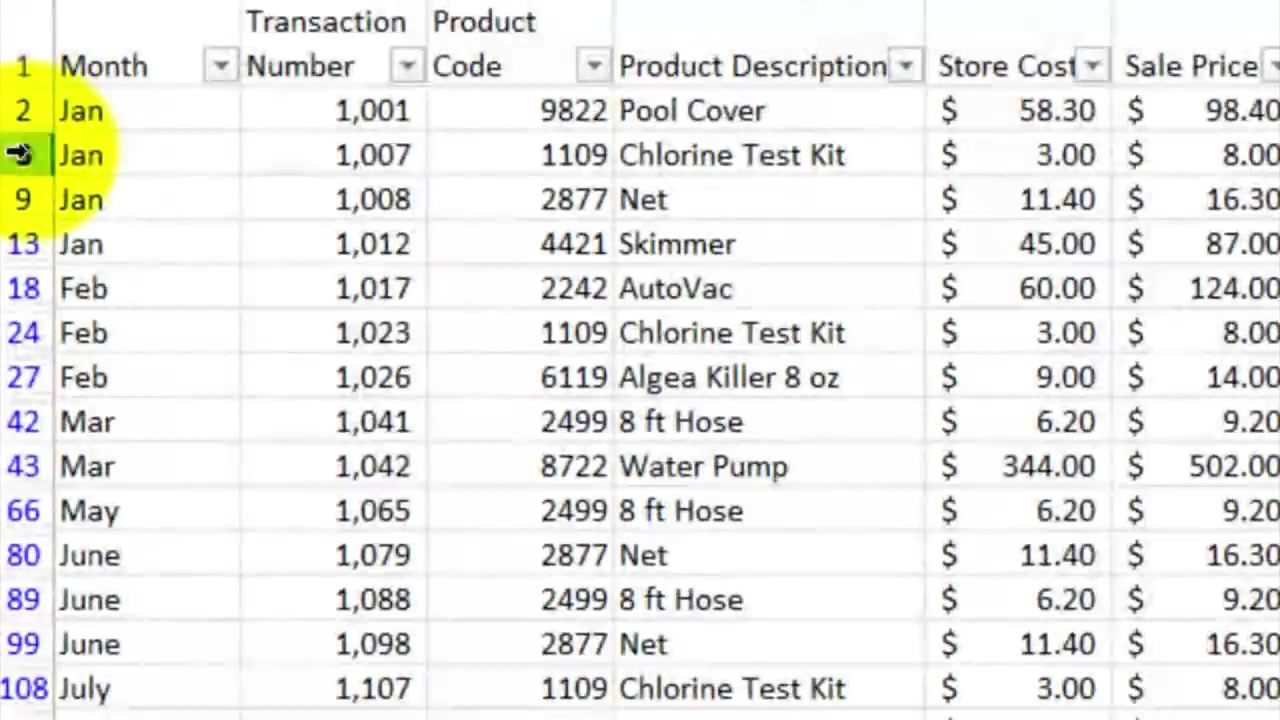 Transaction Product
1 Month Number Code Product Description Store Cost Sale Price
2 Jan 1,001 9822 Pool Cover $ 58.30 $ 98.40
Jan 1,007 1109 Chlorine Test Kit $ 3.00 $ 8.00
9 Jan 1,008 2877 Net $ 11.40 $ 16.30
13 Jan 1,012 4421 Skimmer $ 45.00 $ 87.00
18 Feb 1,017 2242 AutoVac $ 60.00 $ 124.00
24 Feb 1,023 1109 Chlorine Test Kit $ 3.00 $ 8.00
27 Feb 1,026 6119 Algea Killer 8 oz $ 9.00 $ 14.00
42 Mar 1,041 2499 8 ft Hose $ 6.20 $ 9.20
43 Mar 1,042 8722 Water Pump $ 344.00 $ 502.00
66 May 1,065 2499 8 ft Hose $ 6.20 $ 9.20
80 June 1,079 2877 Net $ 11.40 $ 16.30
89 June 1,088 2499 8 ft Hose $ 6.20 $ 9.20
99 June 1,098 2877 Net $ 11.40 $ 16.30
108 July 1,107 1109 Chlorine Test Kit $ 3.00 $ 8.00